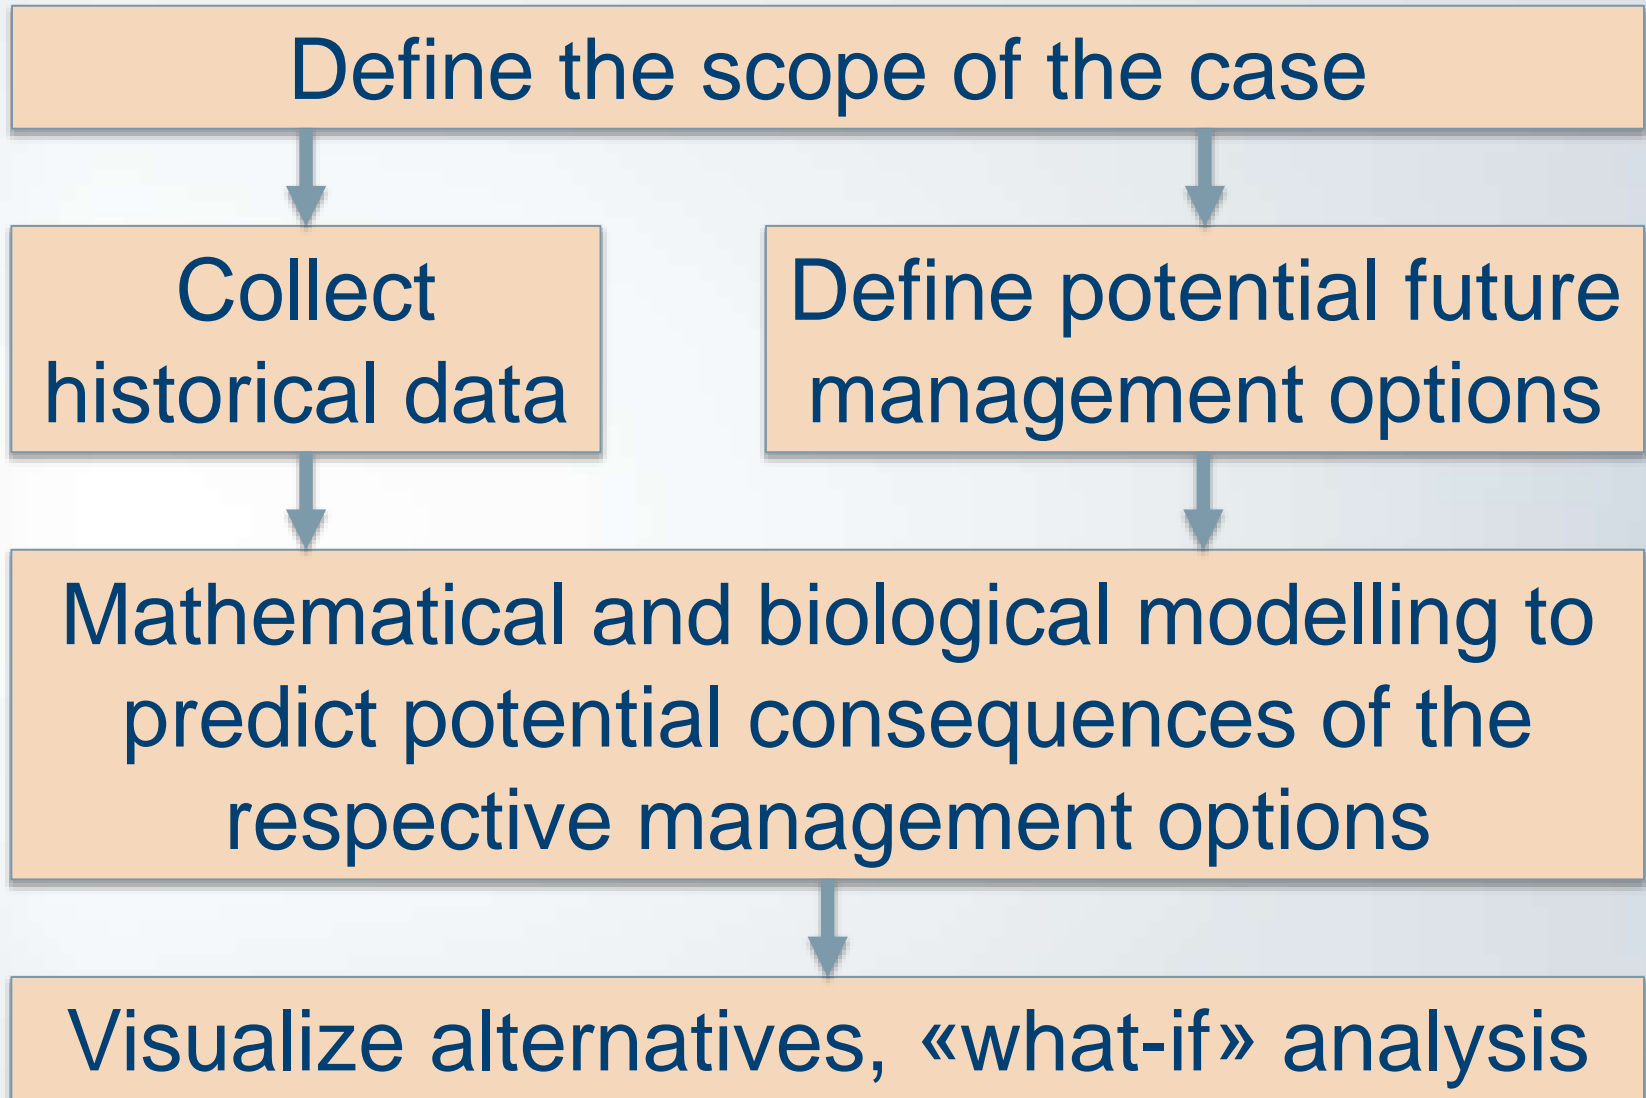 Define the scope of the case
Collect
historical data
Define potential future
management options
Mathematical and biological modelling to
predict potential consequences of the
respective management options
Visualize alternatives, «what-if» analysis